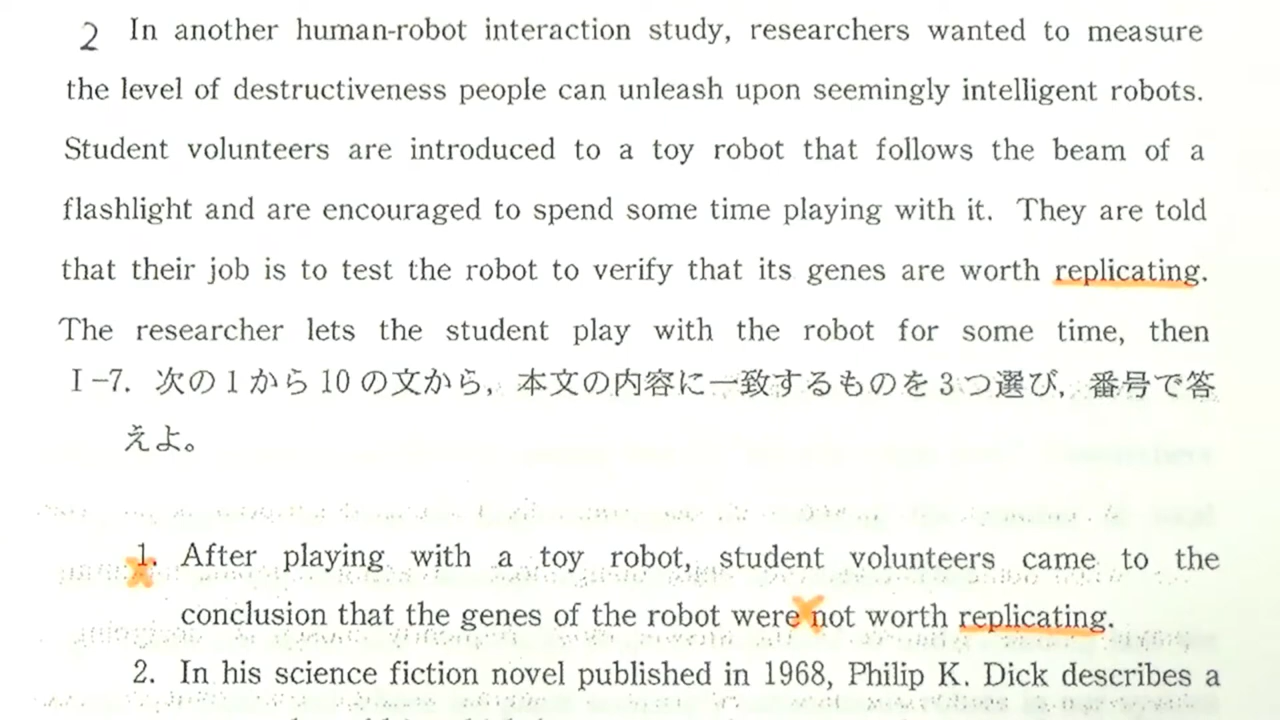 2 In another human-robot interaction study, researchers wanted to measure
the level of destructiveness people can unleash upon seemingly intelligent robots.
Student volunteers are introduced to a toy robot that follows the beam of a
flashlight and are encouraged to spend some time playing with it. They are told
that their job is to test the robot to verify that its genes are worth replicating.
The researcher lets the student play with the robot for some time, then
I-7. 次の1から10の文から,本文の内容に一致するものを3つ選び,番号で答
えよ。
1. After playing with a toy robot, student volunteers came to the
conclusion that the genes of the robot were not worth replicating.
2. In his science fiction novel published in 1968, Philip K. Dick describes a